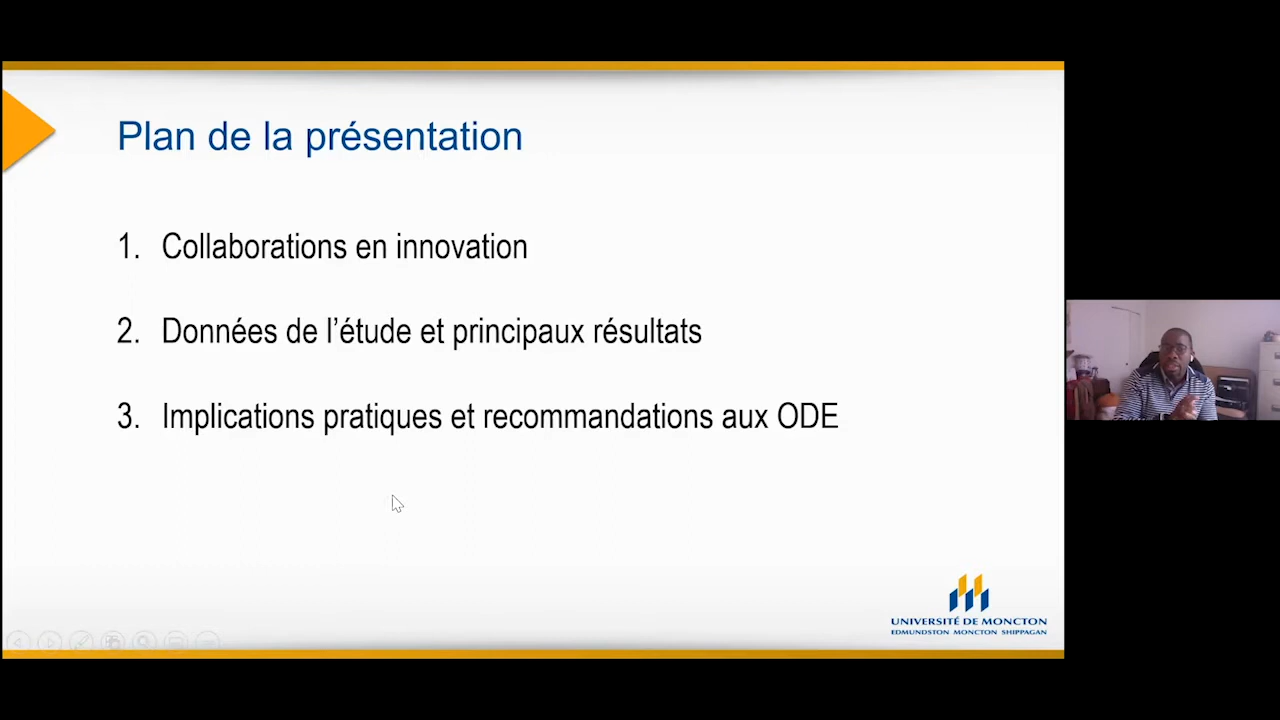 Plan de la présentation
1. Collaborations en innovation
2. Données de l’étude et principaux résultats
3. Implications pratiques et recommandations aux ODE
UNIVERSITÉ DE MONCTON
EDMUNDSTON MONCTON SHIPPAGAN